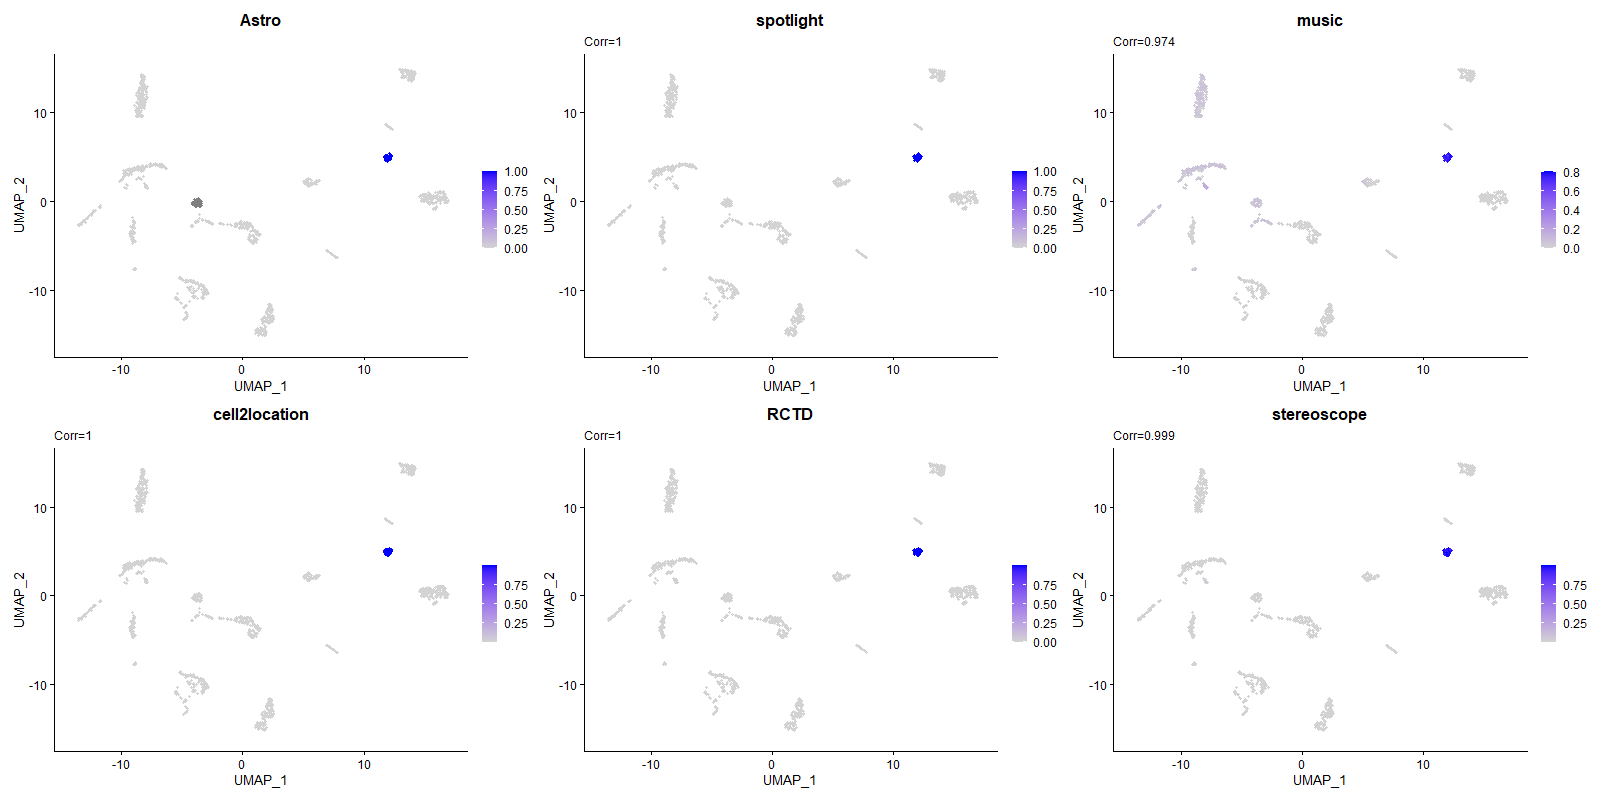 Astro
UMAP_2
10
0
-10
-10
0
10
UMAP_1
1.00
0.75
0.50
0.25
0.00
spotlight
Corr=1
UMAP_2
10
0
-10
-10
0
10
UMAP_1
1.00
0.75
0.50
0.25
0.00
music
Corr=0.974
UMAP_2
10
0
-10
-10
0
10
UMAP_1
0.8
0.6
0.4
0.2
0.0
cell2location
Corr=1
UMAP_2
10
0
-10
-10
0
10
UMAP_1
0.75
0.50
0.25
RCTD
Corr=1
UMAP_2
10
0
-10
-10
0
10
UMAP_1
0.75
0.50
0.25
0.00
stereoscope
Corr=0.999
UMAP_2
10
0
-10
-10
0
10
UMAP_1
0.75
0.50
0.25